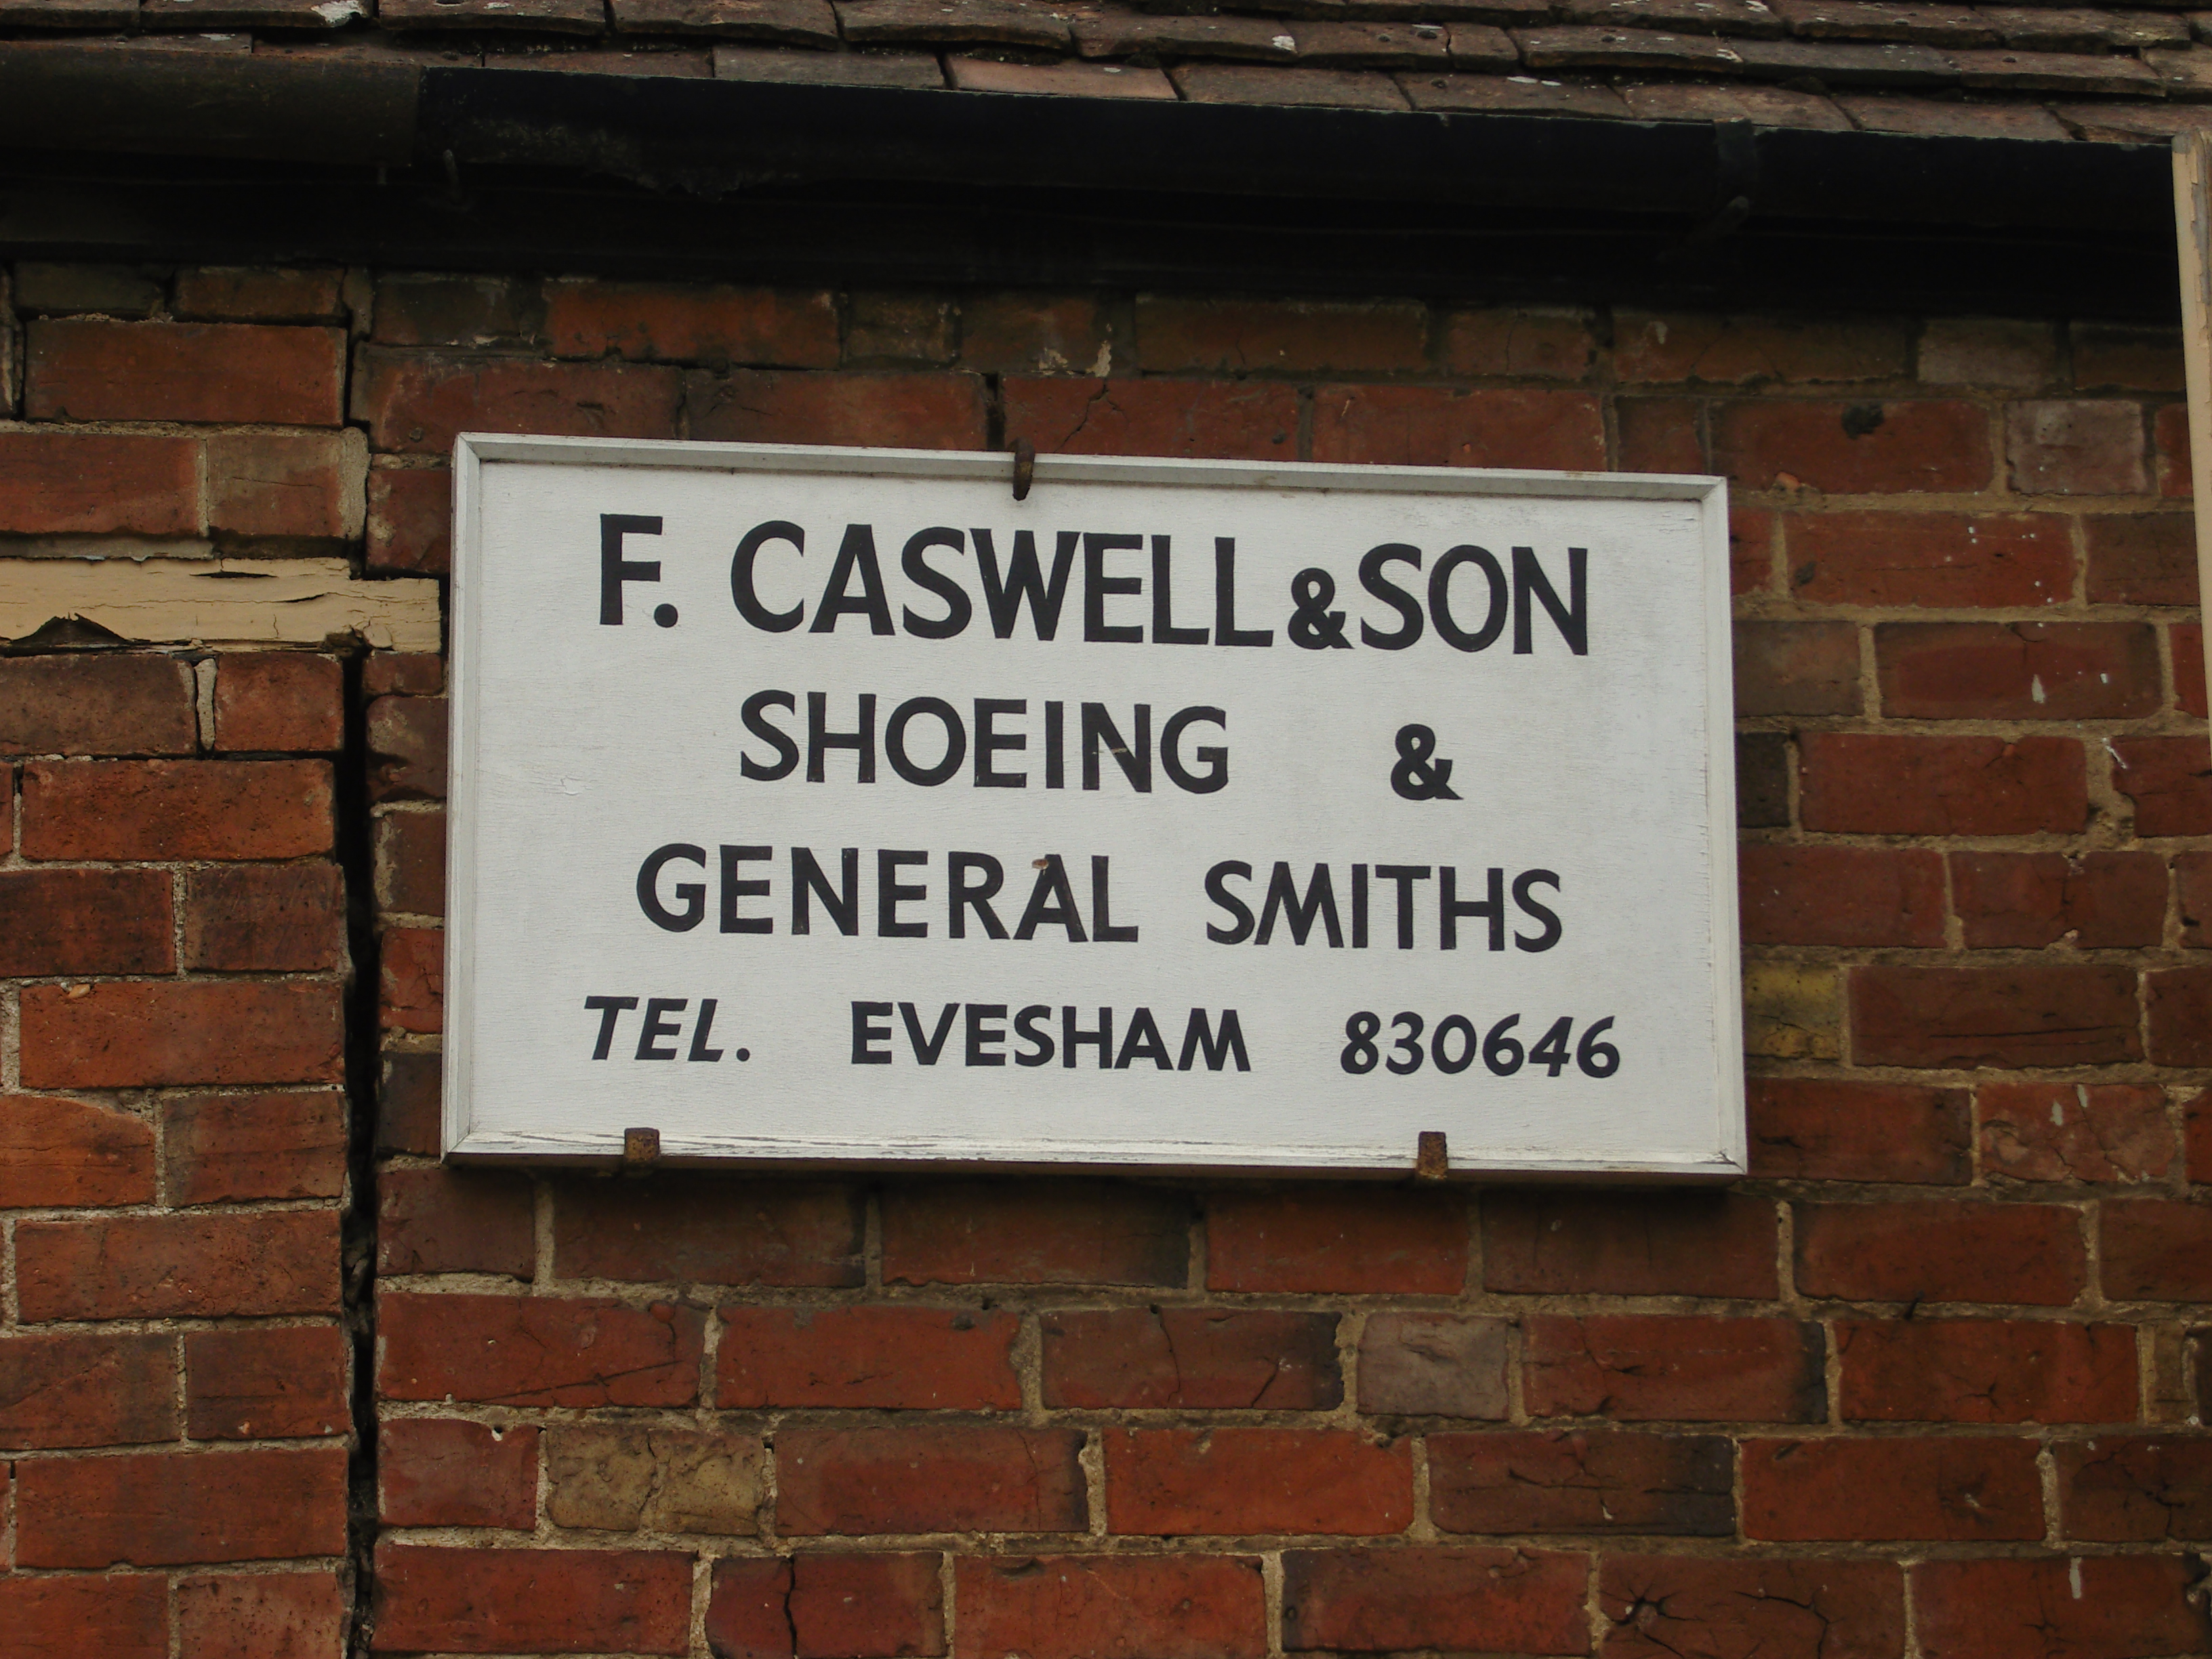 F. CASWELL & SON
SHOEING &
GENERAL SMITHS
TEL. EVESHAM 830646